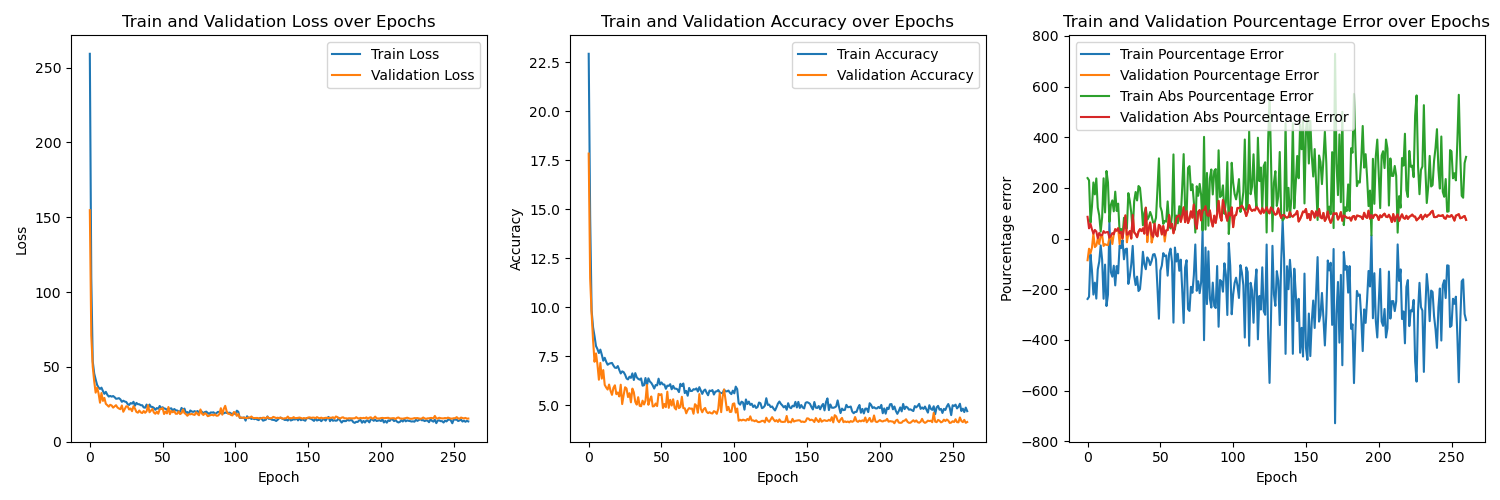 Train and Validation Loss over Epochs
Train Loss
Validation Loss
Loss
250
200
150
100
50
0
0 50 100 150 200 250
Epoch
Train and Validation Accuracy over Epochs
Train Accuracy
Validation Accuracy
Accuracy
22.5
20.0
17.5
15.0
12.5
10.0
7.5
5.0
0 50 100 150 200 250
Epoch
Train and Validation Pourcentage Error over Epochs
Train Pourcentage Error
Validation Pourcentage Error
Train Abs Pourcentage Error
Validation Abs Pourcentage Error
Pourcentage error
800
600
400
200
0
−200
−400
−600
−800
0 50 100 150 200 250
Epoch